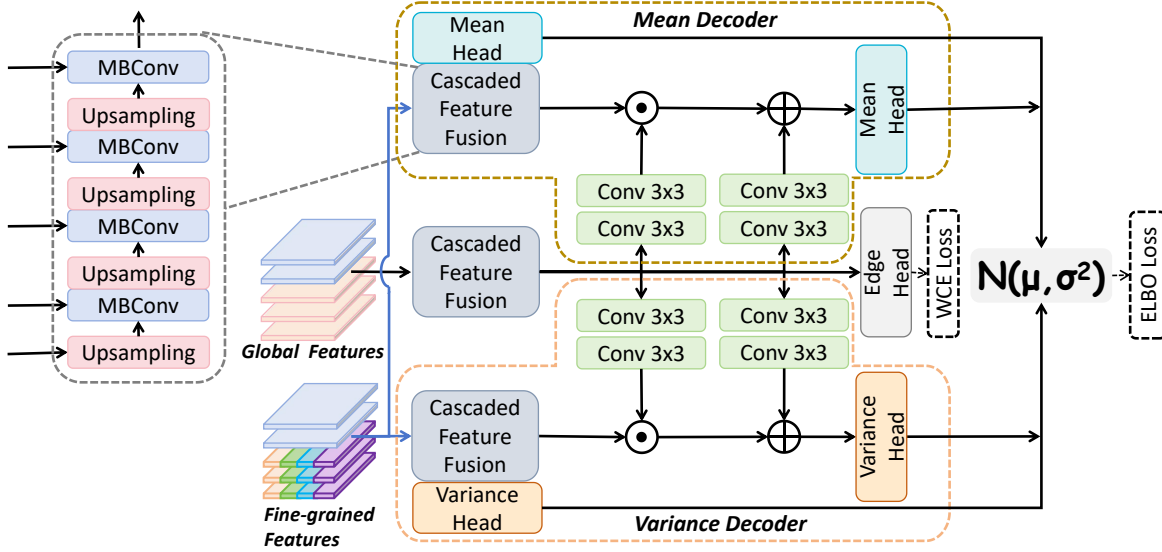 MBConv
Upsampling
MBConv
Upsampling
MBConv
Upsampling
MBConv
Upsampling
Mean Decoder
Mean
Head
Cascaded
Feature
Fusion
Mean
Head
Conv 3x3
Conv 3x3
Conv 3x3
Conv 3x3
Global Features
Cascaded
Feature
Fusion
Edge
Head
WCE Loss
N(μ, σ²)
ELBO Loss
Conv 3x3
Conv 3x3
Conv 3x3
Conv 3x3
Fine-grained
Features
Cascaded
Feature
Fusion
Variance
Head
Variance
Head
Variance Decoder